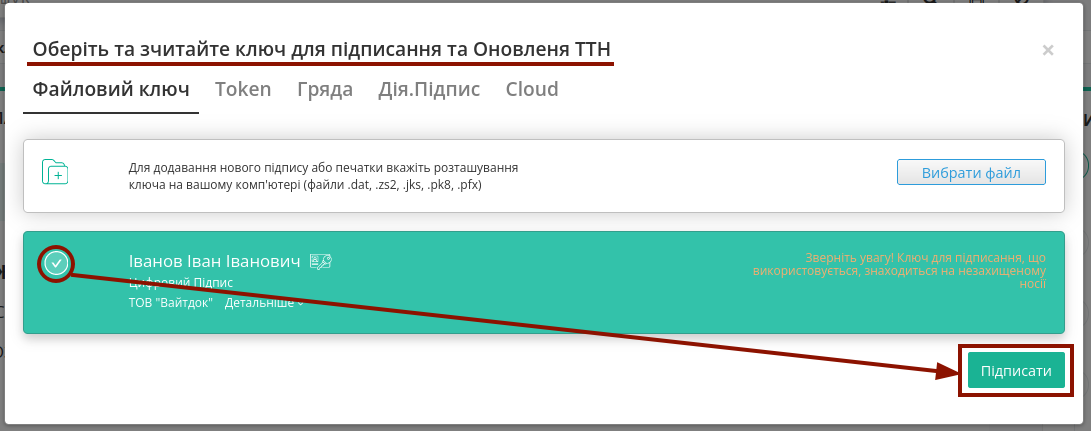 Оберіть та зчитайте ключ для підписання та Оновленя ТТН
×
Файловий ключ Token Гряда Дія.Підпис Cloud
Для додавання нового підпису або печатки вкажіть розташування
ключа на вашому комп'ютері (файли .dat, .zs2, .jks, .pk8, .pfx)
Вибрати файл
Іванов Іван Іванович
Цифровий Підпис
ТОВ "Вайтдок" Детальніше
Зверніть увагу! Ключ для підписання, що
використовується, знаходиться на незахищеному
носії
Підписати